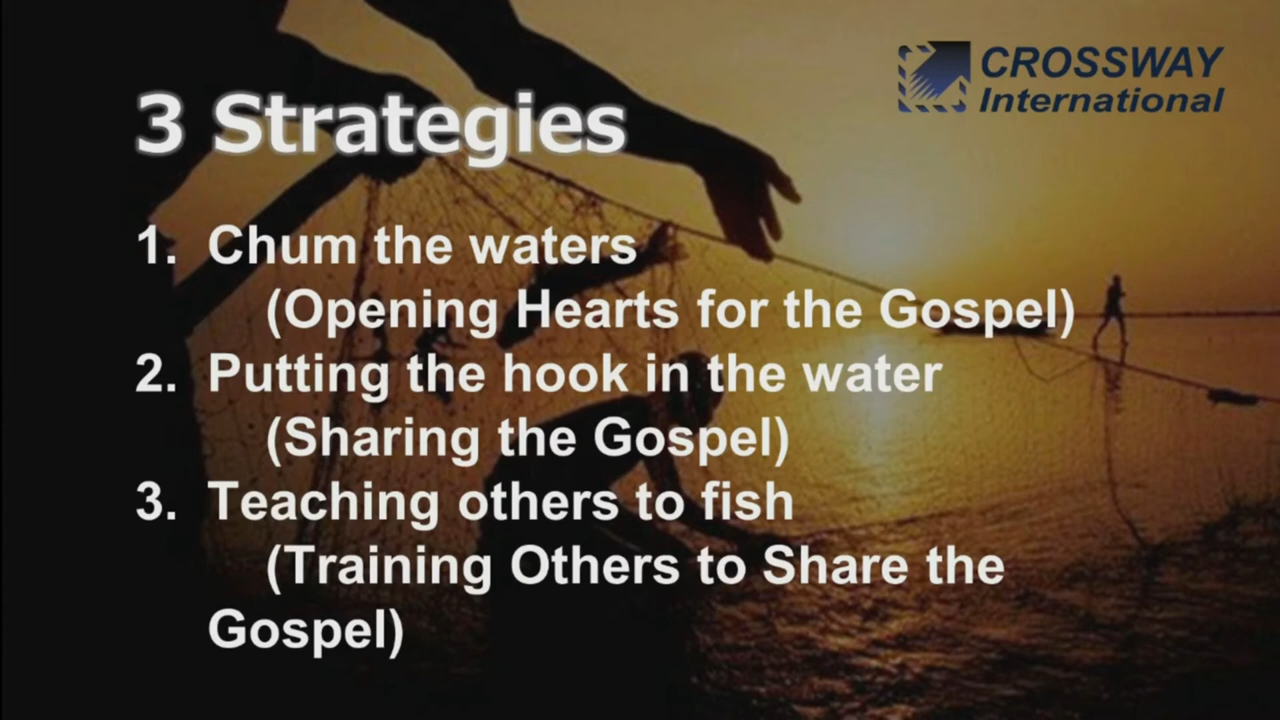 CROSSWAY
International
3 Strategies
1. Chum the waters
(Opening Hearts for the Gospel)
2. Putting the hook in the water
(Sharing the Gospel)
3. Teaching others to fish
(Training Others to Share the
Gospel)